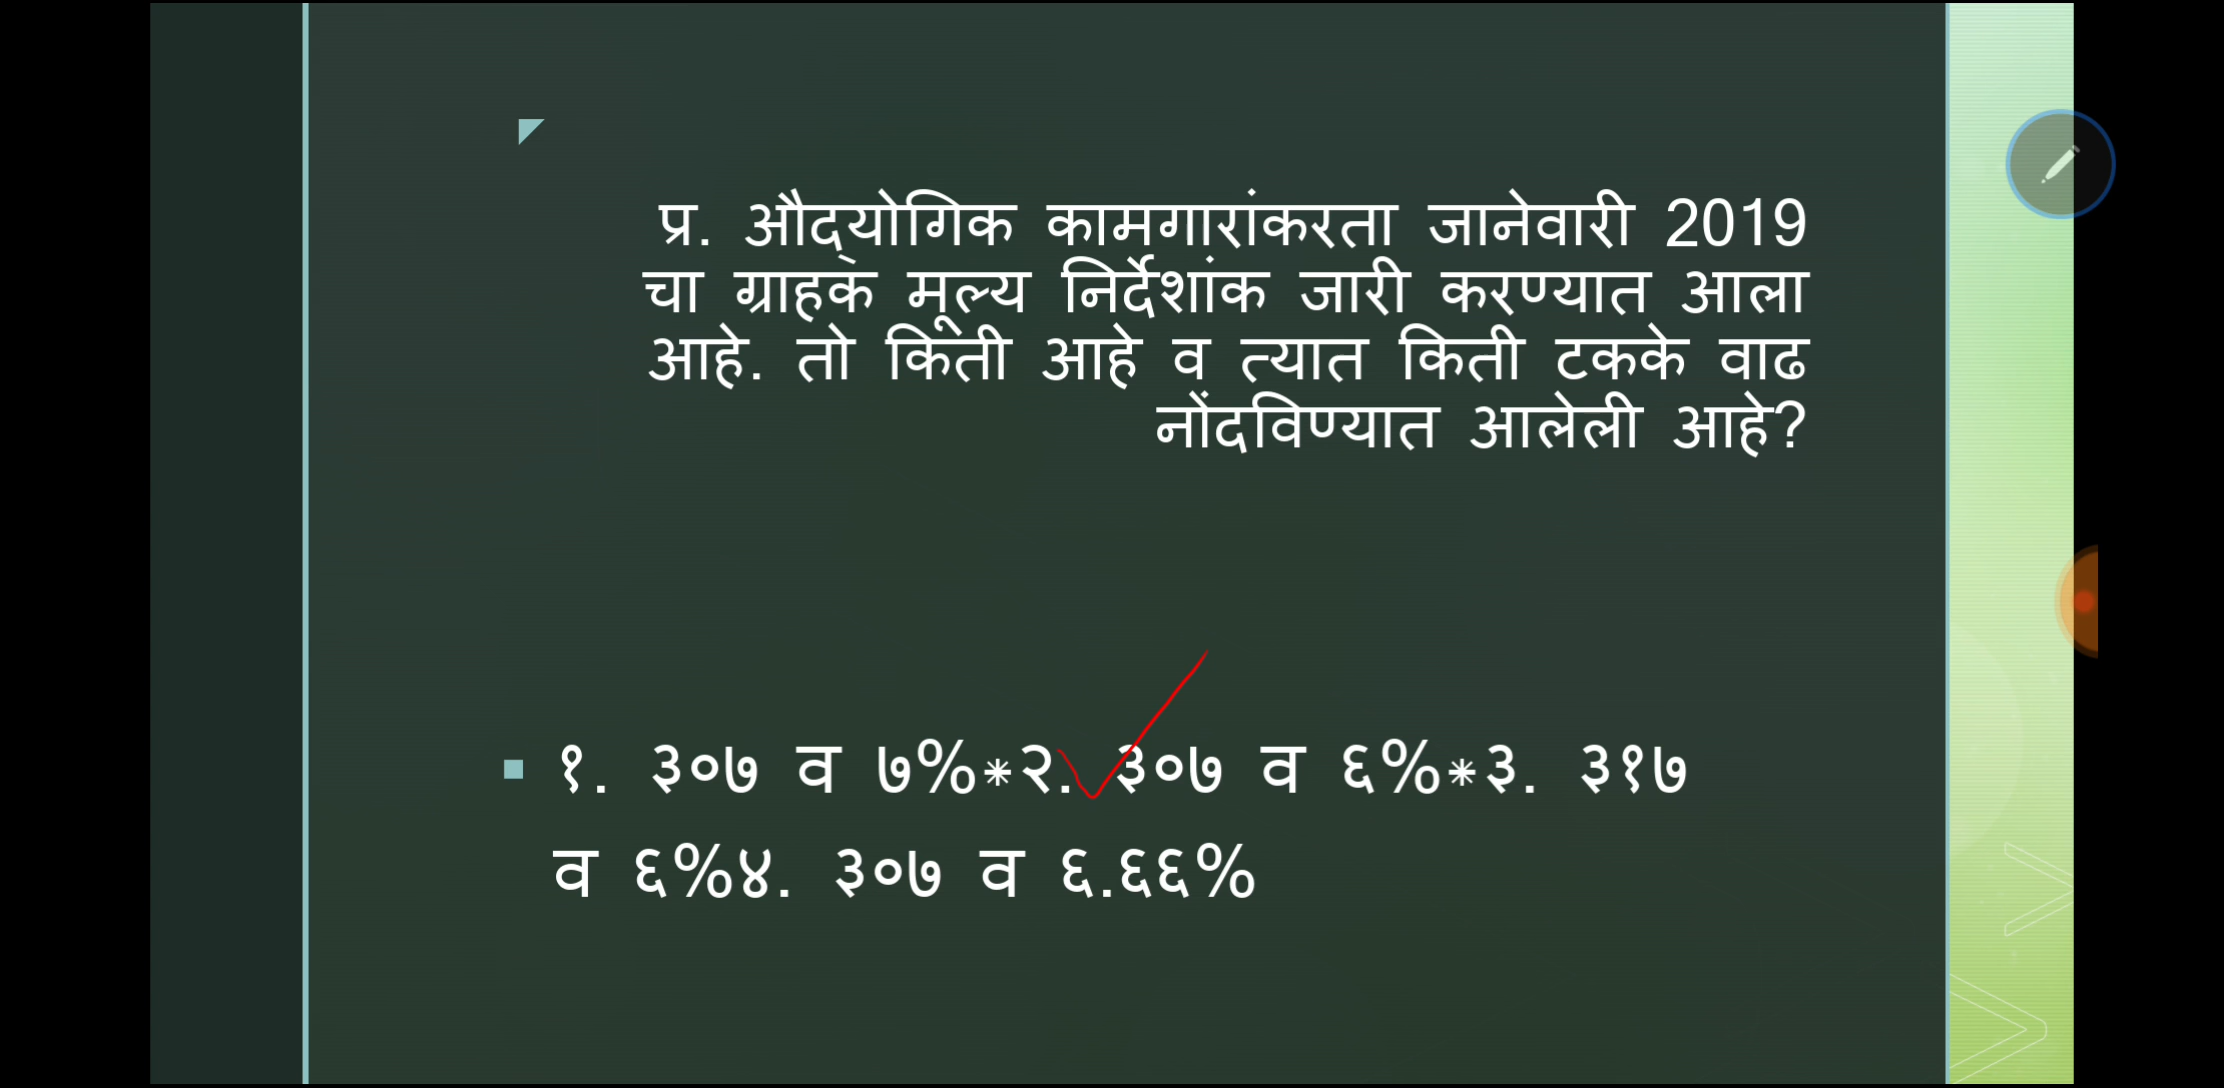 प्र. औद्योगिक कामगारांकरता जानेवारी 2019
चा ग्राहक मूल्य निर्देशांक जारी करण्यात आला
आहे. तो किती आहे व त्यात किती टकके वाढ
नोंदविण्यात आलेली आहे?
१. ३०७ व ७%*२. ३०७ व ६%*३. ३१७
व ६%४. ३०७ व ६.६६%